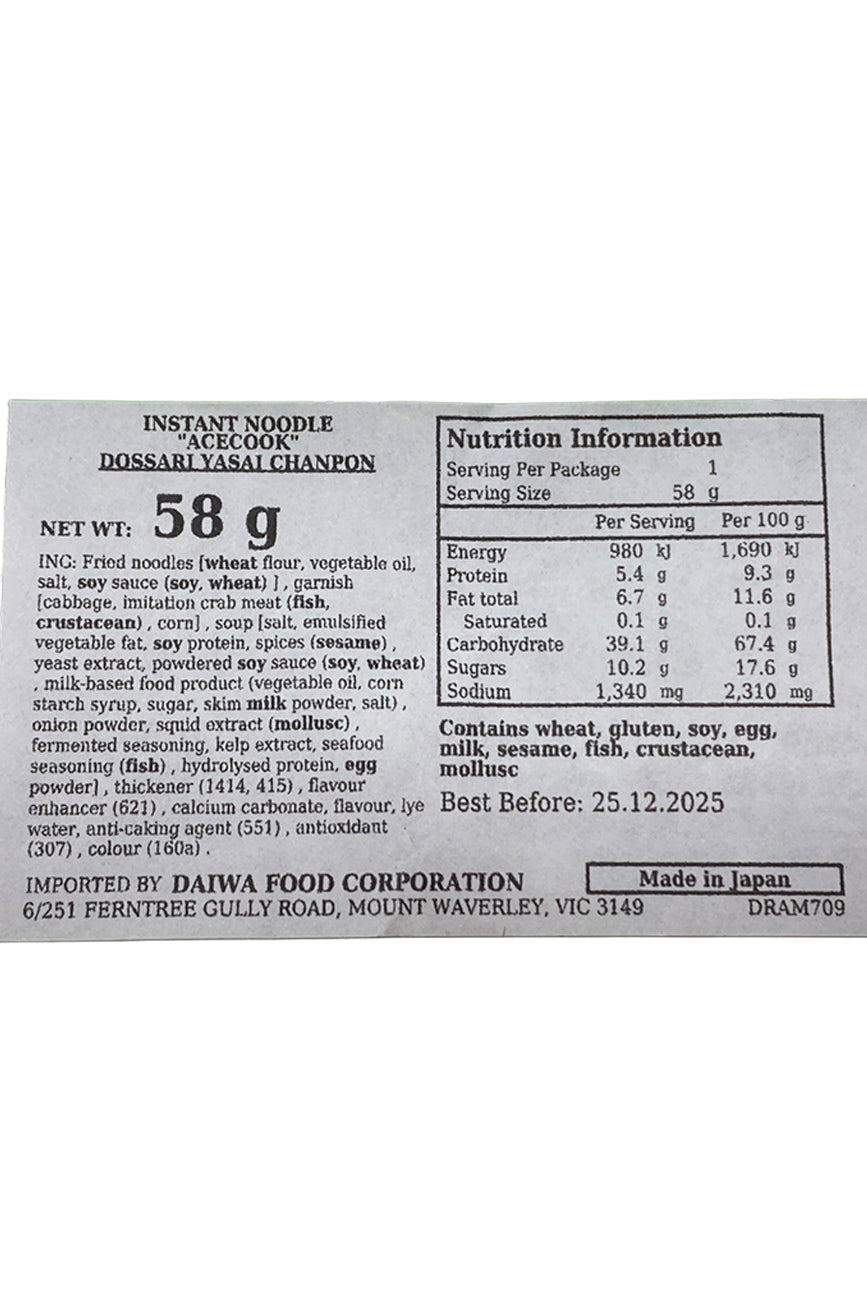 INSTANT NOODLE
"ACECOOK"
DOSSARI YASAI CHANPON
NET WT: 58 g
ING: Fried noodles [wheat flour, vegetable oil,
salt, soy sauce (soy, wheat) ] , garnish
[cabbage, imitation crab meat (fish,
crustacean) , corn] , soup [salt, emulsified
vegetable fat, soy protein, spices (sesame) ,
yeast extract, powdered soy sauce (soy, wheat)
, milk-based food product (vegetable oil, corn
starch syrup, sugar, skim milk powder, salt) ,
onion powder, squid extract (mollusc) ,
fermented seasoning, kelp extract, seafood
seasoning (fish) , hydrolysed protein, egg
powder] , thickener (1414, 415) , flavour
enhancer (621) , calcium carbonate, flavour, lye
water, anti-caking agent (551) , antioxidant
(307) , colour (160a) .
Nutrition Information
Serving Per Package 1
Serving Size 58 g
Per Serving Per 100 g
Energy 980 kJ 1,690 kJ
Protein 5.4 g 9.3 g
Fat total 6.7 g 11.6 g
Saturated 0.1 g 0.1 g
Carbohydrate 39.1 g 67.4 g
Sugars 10.2 g 17.6 g
Sodium 1,340 mg 2,310 mg
Contains wheat, gluten, soy, egg,
milk, sesame, fish, crustacean,
mollusc
Best Before: 25.12.2025
IMPORTED BY DAIWA FOOD CORPORATION
Made in Japan
6/251 FERNTREE GULLY ROAD, MOUNT WAVERLEY, VIC 3149
DRAM709